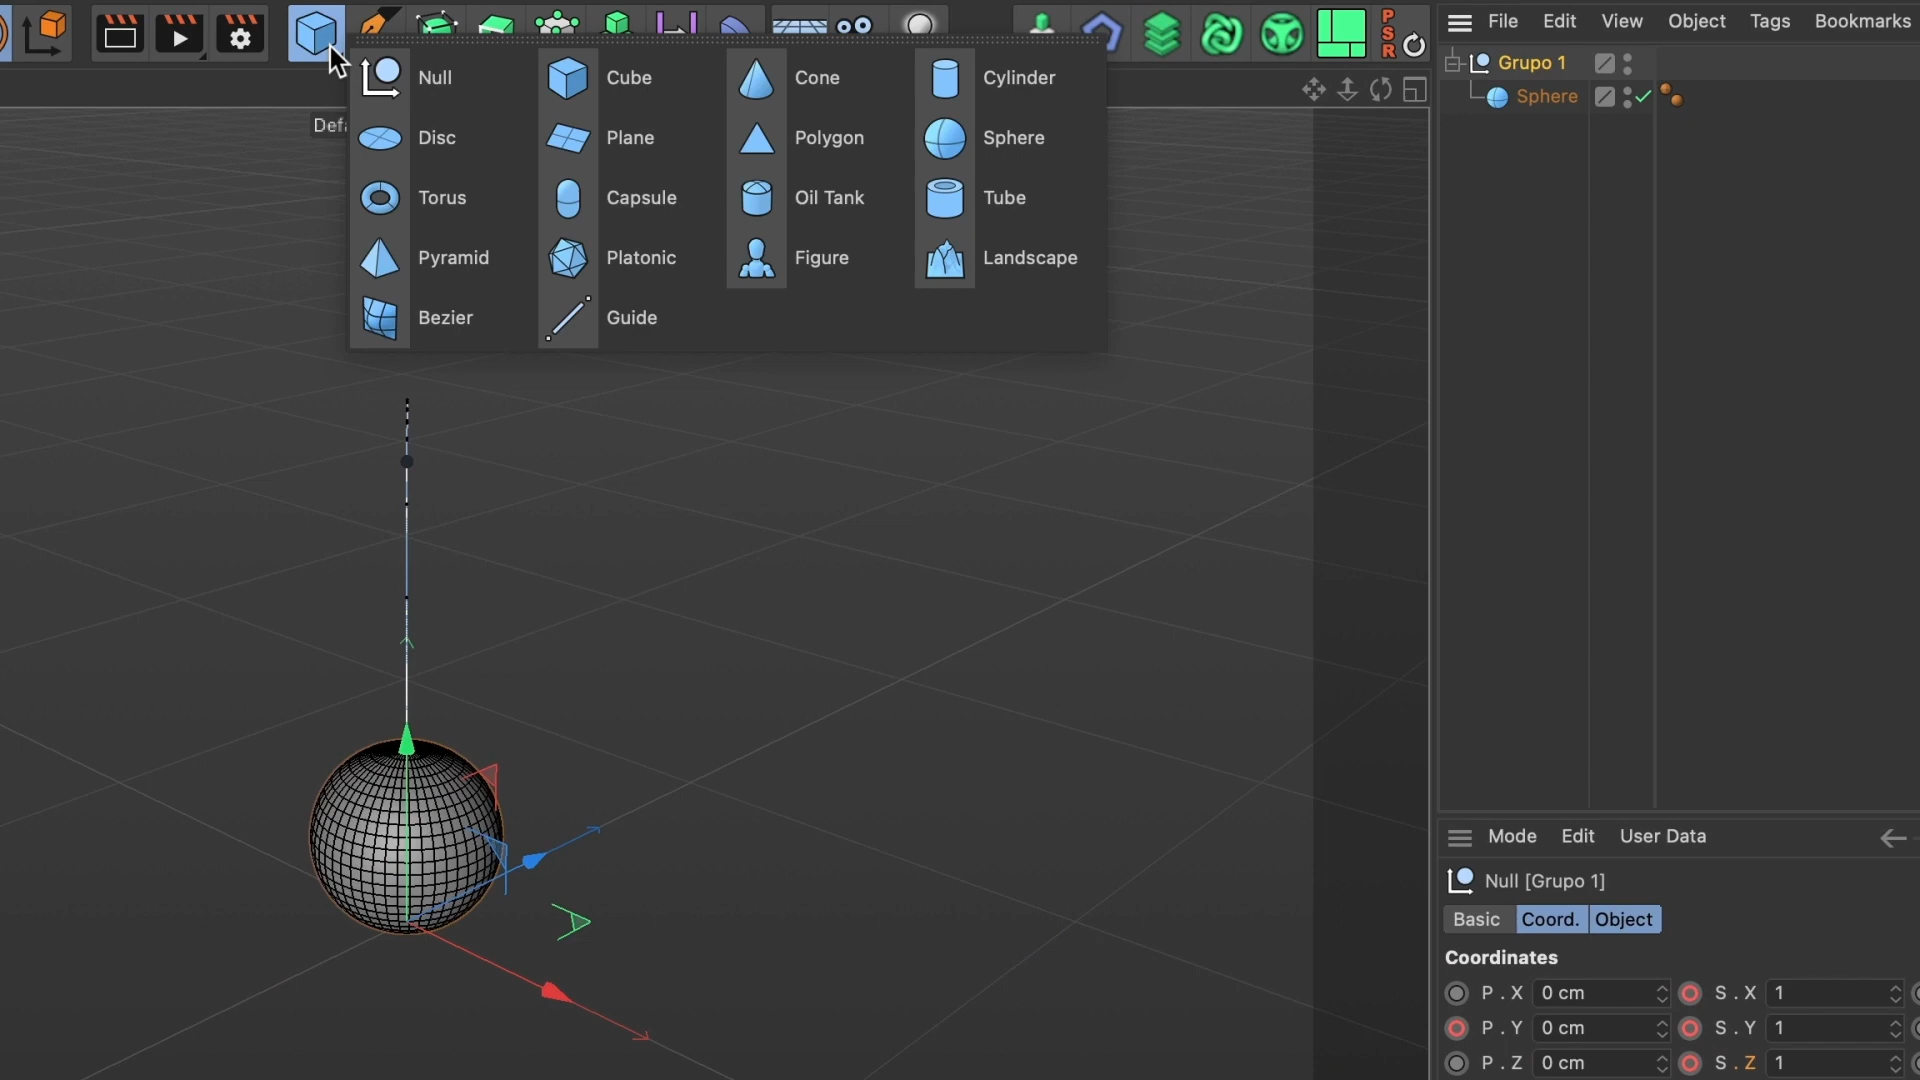 File Edit View Object Tags Bookmarks
PSR
Null Cube Cone Cylinder
Disc Plane Polygon Sphere
Torus Capsule Oil Tank Tube
Pyramid Platonic Figure Landscape
Bezier Guide
Grupo 1
Sphere
Mode Edit User Data
Null [Grupo 1]
Basic Coord. Object
Coordinates
P . X 0 cm S . X 1
P . Y 0 cm S . Y 1
P . Z 0 cm S . Z 1